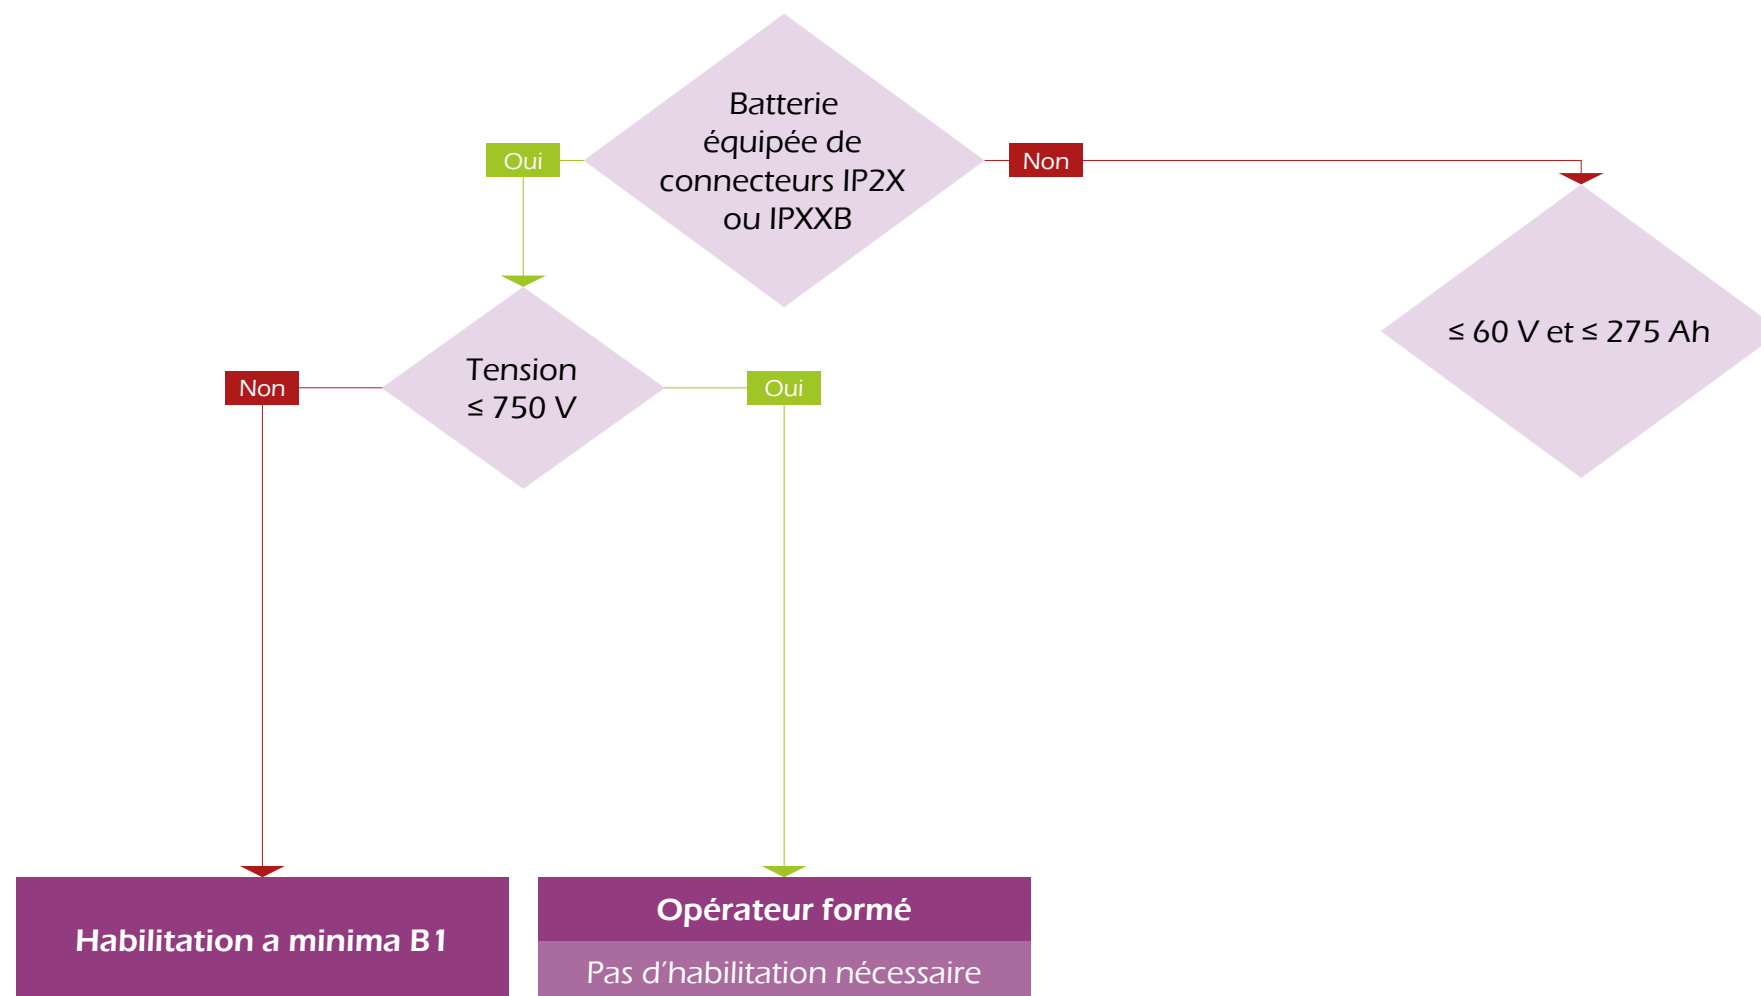 Batterie
équipée de
connecteurs IP2X
ou IPXXB
Oui
Non
≤ 60 V et ≤ 275 Ah
Tension
≤ 750 V
Non
Oui
Habilitation a minima B1
Opérateur formé
Pas d’habilitation nécessaire